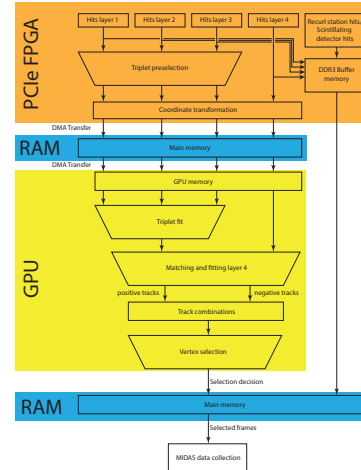 PCIe FPGA
Hits layer 1
Hits layer 2
Hits layer 3
Hits layer 4
Recurl station hits,
Scintillating
detector hits
Triplet preselection
DDR3 Buffer
memory
Coordinate transformation
DMA Transfer
RAM
Main memory
DMA Transfer
GPU
GPU memory
Triplet fit
Matching and fitting layer 4
positive tracks
negative tracks
Track combinations
Vertex selection
Selection decision
RAM
Main memory
Selected frames
MIDAS data collection